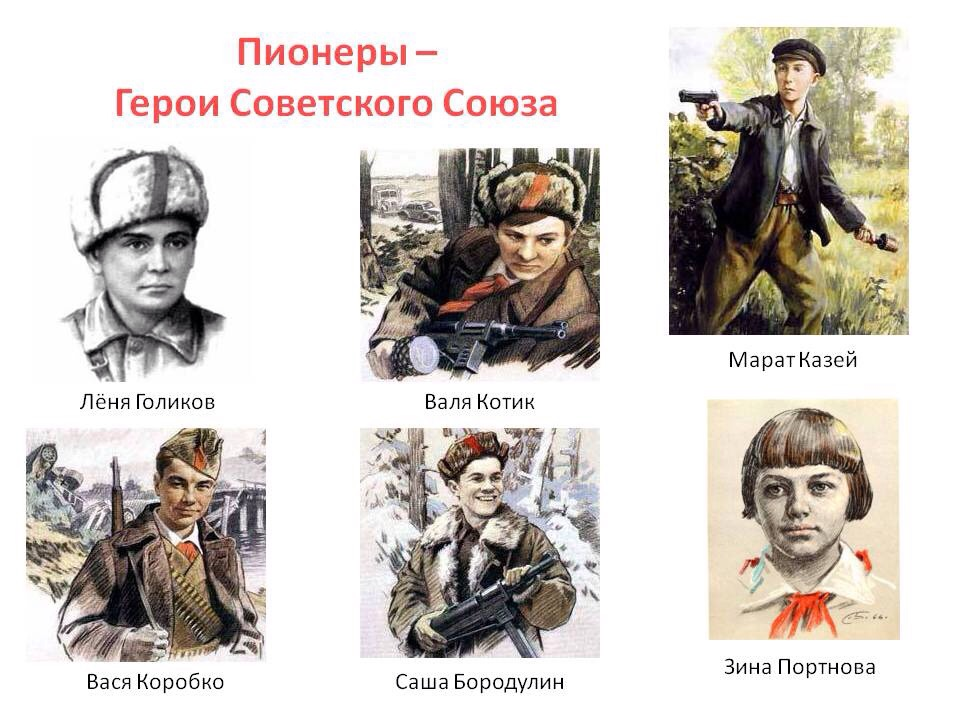 Пионеры –
Герои Советского Союза
Марат Казей
Лёня Голиков
Валя Котик
Вася Коробко
Саша Бородулин
Зина Портнова